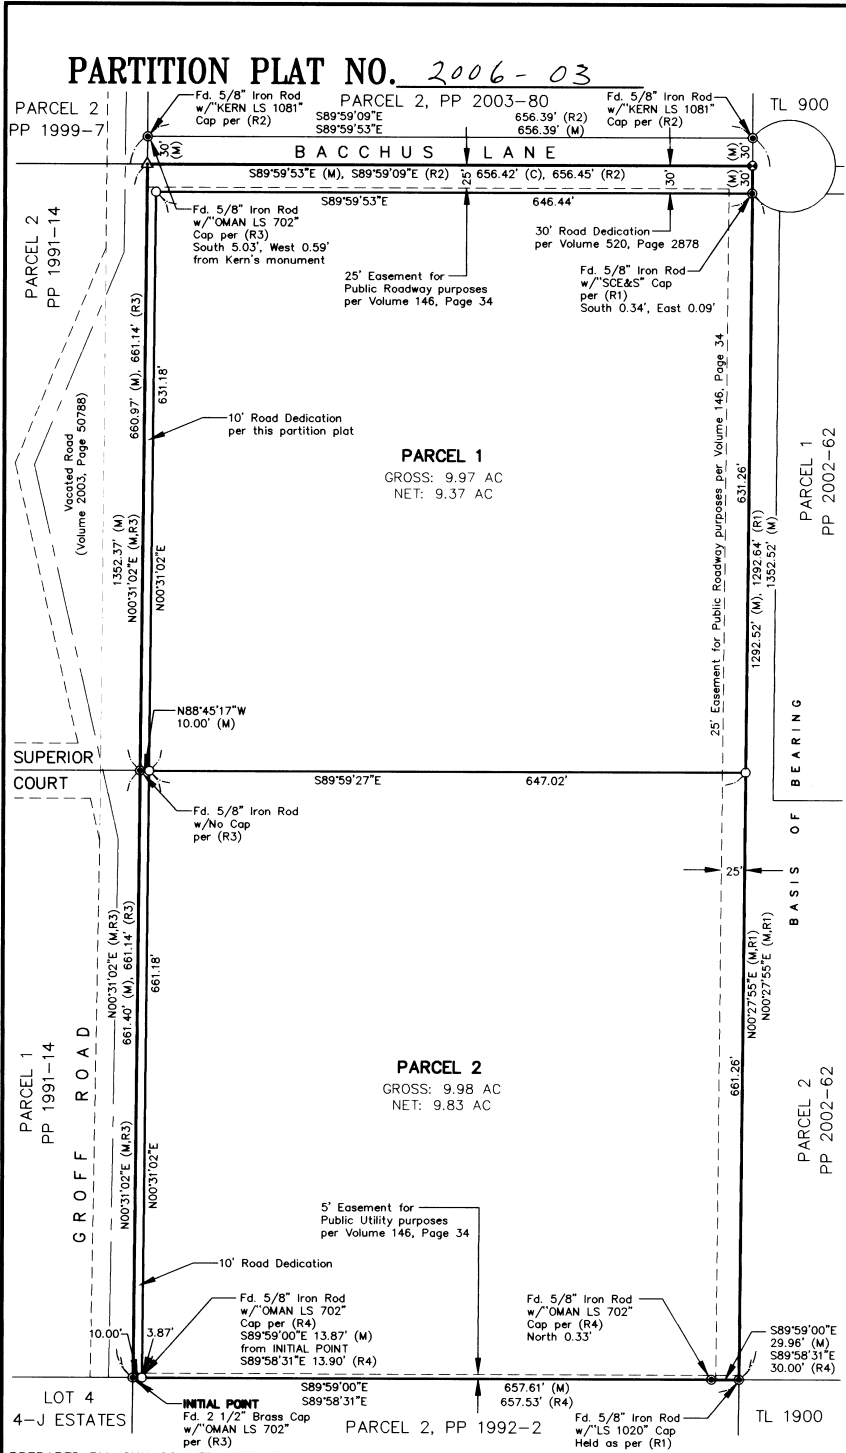 PARTITION PLAT NO. 2006-03
PARCEL 2
PP 1999-7
Fd. 5/8" Iron Rod
w/"KERN LS 1081"
Cap per (R2)
PARCEL 2, PP 2003-80
S89°59'09"E 656.39' (R2)
S89°59'53"E 656.39' (M)
Fd. 5/8" Iron Rod
w/"KERN LS 1081"
Cap per (R2)
TL 900
30'
(M)
BACCHUS LANE
(M) 30'
(M) 30'
S89°59'53"E (M), S89°59'09"E (R2) 25' 656.42' (C), 656.45' (R2) 30'
S89°59'53"E 646.44'
Fd. 5/8" Iron Rod
w/"OMAN LS 702"
Cap per (R3)
South 5.03', West 0.59'
from Kern's monument
25' Easement for
Public Roadway purposes
per Volume 146, Page 34
30' Road Dedication
per Volume 520, Page 2878
Fd. 5/8" Iron Rod
w/"SCE&S" Cap
per (R1)
South 0.34', East 0.09'
PARCEL 2
PP 1991-14
660.97' (M), 661.14' (R3)
631.18'
10' Road Dedication
per this partition plat
Vacated Road
(Volume 2003, Page 50788)
1352.37' (M)
N00°31'02"E (M,R3)
N00°31'02"E
PARCEL 1
GROSS: 9.97 AC
NET: 9.37 AC
25' Easement for Public Roadway purposes per Volume 146, Page 34
631.26'
1292.52' (M), 1292.64' (R1)
1352.52' (M)
PARCEL 1
PP 2002-62
N88°45'17"W
10.00' (M)
SUPERIOR
COURT
S89°59'27"E 647.02'
Fd. 5/8" Iron Rod
w/No Cap
per (R3)
BASIS OF BEARING
25'
N00°31'02"E (M,R3)
661.40' (M), 661.14' (R3)
661.18'
N00°27'55"E (M,R1)
N00°27'55"E (M,R1)
661.26'
PARCEL 1
PP 1991-14
GROFF ROAD
PARCEL 2
GROSS: 9.98 AC
NET: 9.83 AC
PARCEL 2
PP 2002-62
N00°31'02"E (M,R3)
N00°31'02"E
5' Easement for
Public Utility purposes
per Volume 146, Page 34
10' Road Dedication
10.00' 3.87'
Fd. 5/8" Iron Rod
w/"OMAN LS 702"
Cap per (R4)
S89°59'00"E 13.87' (M)
from INITIAL POINT
S89°58'31"E 13.90' (R4)
Fd. 5/8" Iron Rod
w/"OMAN LS 702"
Cap per (R4)
North 0.33'
S89°59'00"E
29.96' (M)
S89°58'31"E
30.00' (R4)
S89°59'00"E 657.61' (M)
S89°58'31"E 657.53' (R4)
LOT 4
4-J ESTATES
INITIAL POINT
Fd. 2 1/2" Brass Cap
w/"OMAN LS 702"
per (R3)
PARCEL 2, PP 1992-2
Fd. 5/8" Iron Rod
w/"LS 1020" Cap
Held as per (R1)
TL 1900